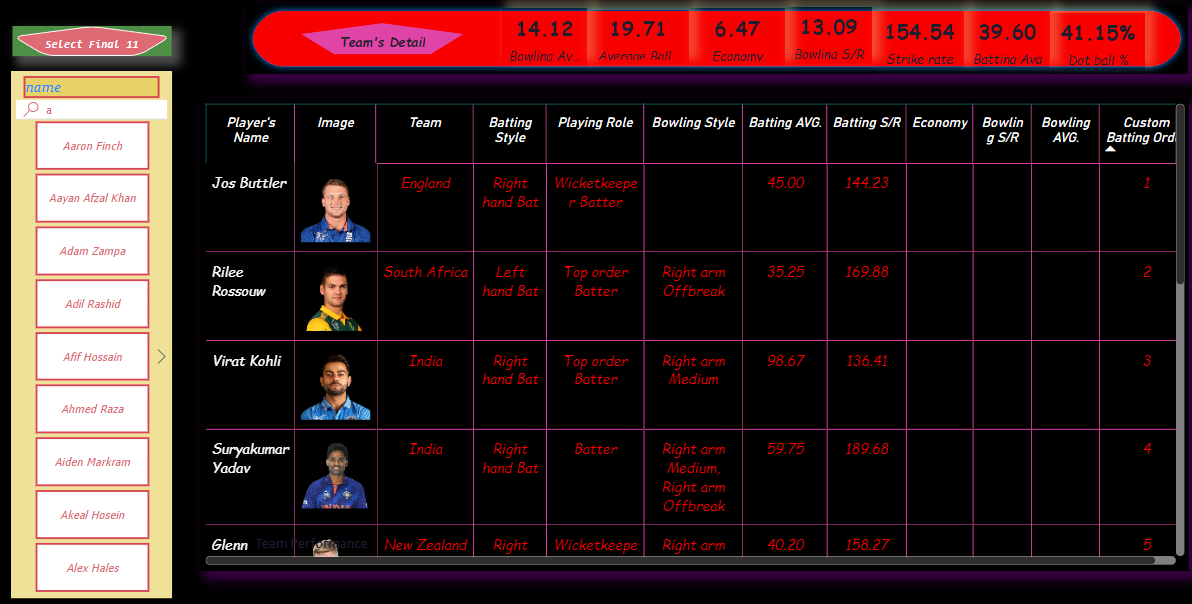 Select Final 11
name
a
Aaron Finch
Aayan Afzal Khan
Adam Zampa
Adil Rashid
Afif Hossain
Ahmed Raza
Aiden Markram
Akeal Hosein
Alex Hales
Team's Detail
14.12
Bowling Av...
19.71
Average Ball
6.47
Economy
13.09
Bowling S/R
154.54
Strike rate
39.60
Batting Avg
41.15%
Dot ball %
Player's
Name
Image
Team
Batting
Style
Playing Role
Bowling Style
Batting AVG.
Batting S/R
Economy
Bowlin
g S/R
Bowling
AVG.
Custom
Batting Orde
Jos Buttler
England
Right
hand Bat
Wicketkeepe
r Batter
45.00
144.23
1
Rilee
Rossouw
South Africa
Left
hand Bat
Top order
Batter
Right arm
Offbreak
35.25
169.88
2
Virat Kohli
India
Right
hand Bat
Top order
Batter
Right arm
Medium
98.67
136.41
3
Suryakumar
Yadav
India
Right
hand Bat
Batter
Right arm
Medium,
Right arm
Offbreak
59.75
189.68
4
Glenn
Team Performance
New Zealand
Right
Wicketkeepe
Right arm
40.20
158.27
5